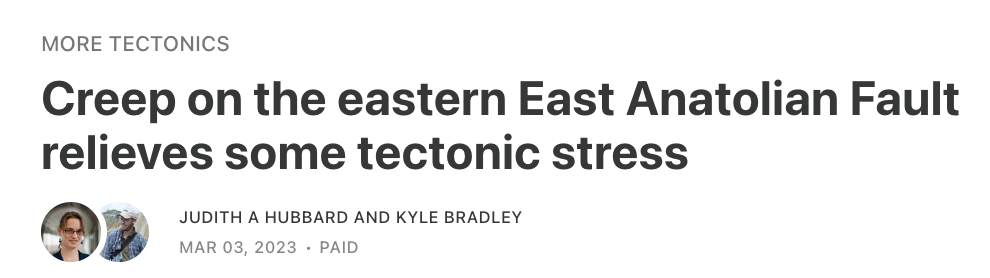 MORE TECTONICS
Creep on the eastern East Anatolian Fault
relieves some tectonic stress
JUDITH A HUBBARD AND KYLE BRADLEY
MAR 03, 2023 • PAID